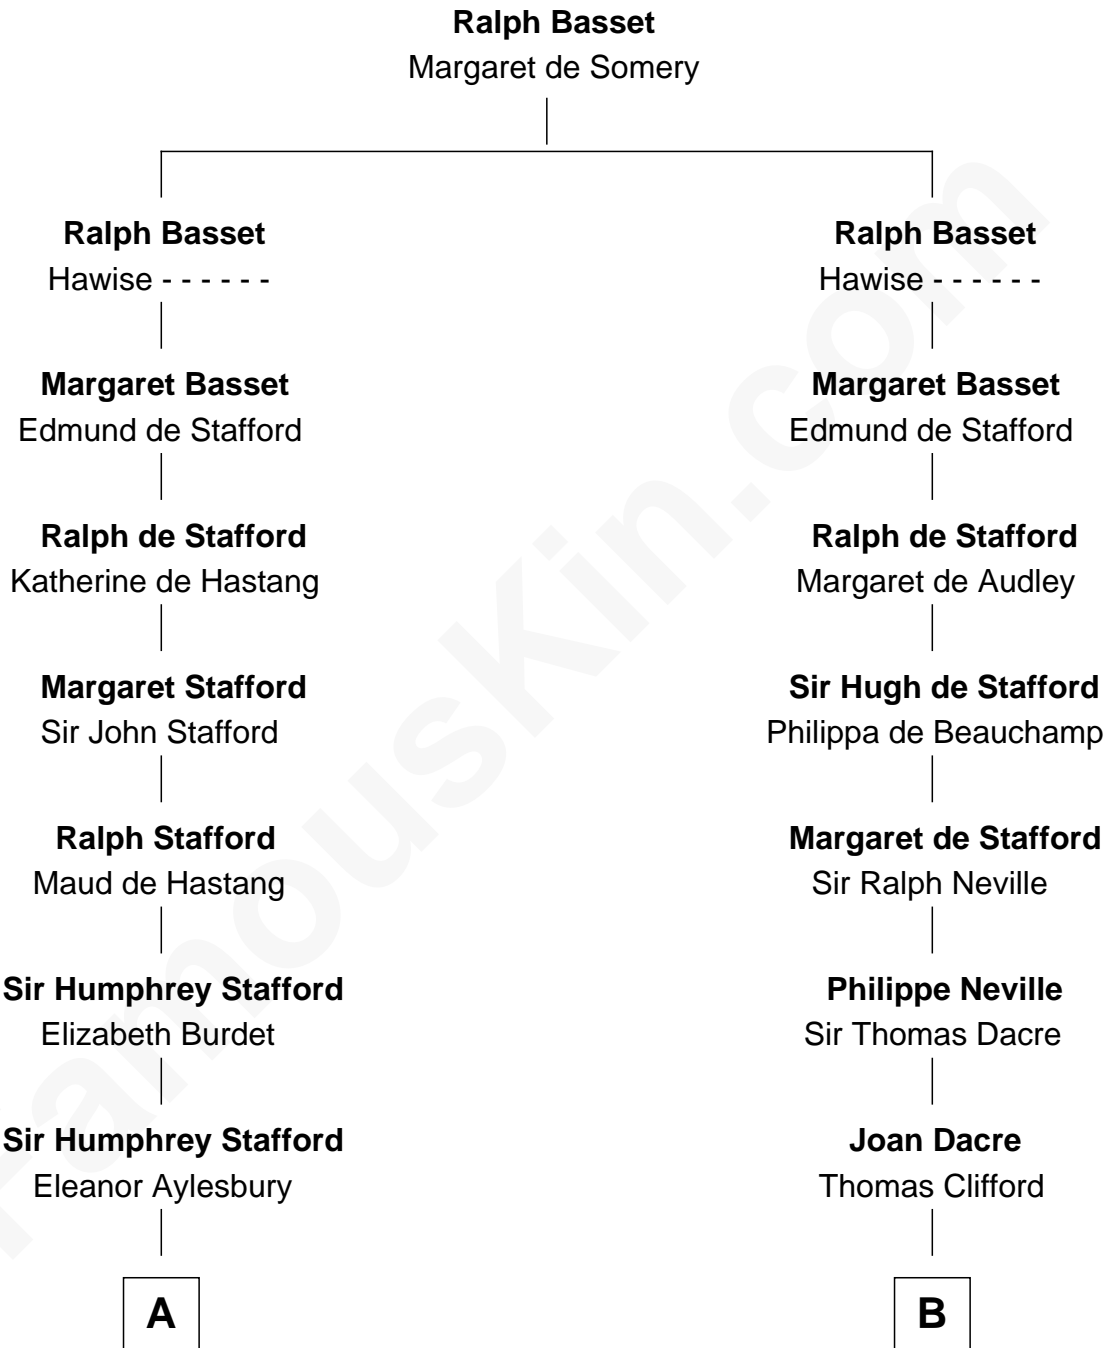 Ralph Basset
Margaret de Somery
Ralph Basset
Hawise - - - - - -
Margaret Basset
Edmund de Stafford
Ralph de Stafford
Katherine de Hastang
Margaret Stafford
Sir John Stafford
Ralph Stafford
Maud de Hastang
Sir Humphrey Stafford
Elizabeth Burdet
Sir Humphrey Stafford
Eleanor Aylesbury
A
Ralph Basset
Hawise - - - - - -
Margaret Basset
Edmund de Stafford
Ralph de Stafford
Margaret de Audley
Sir Hugh de Stafford
Philippa de Beauchamp
Margaret de Stafford
Sir Ralph Neville
Philippe Neville
Sir Thomas Dacre
Joan Dacre
Thomas Clifford
B
FamousKin.com